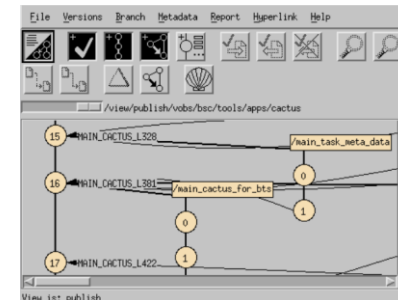 File Versions Branch Metadata Report Hyperlink Help
/view/publish/vobs/bsc/tools/apps/cactus
15 MAIN_CACTUS_L328
/main_task_meta_data
0
16 MAIN_CACTUS_L381
/main_cactus_for_bts
1
0
17 MAIN_CACTUS_L422
1
View is: publish